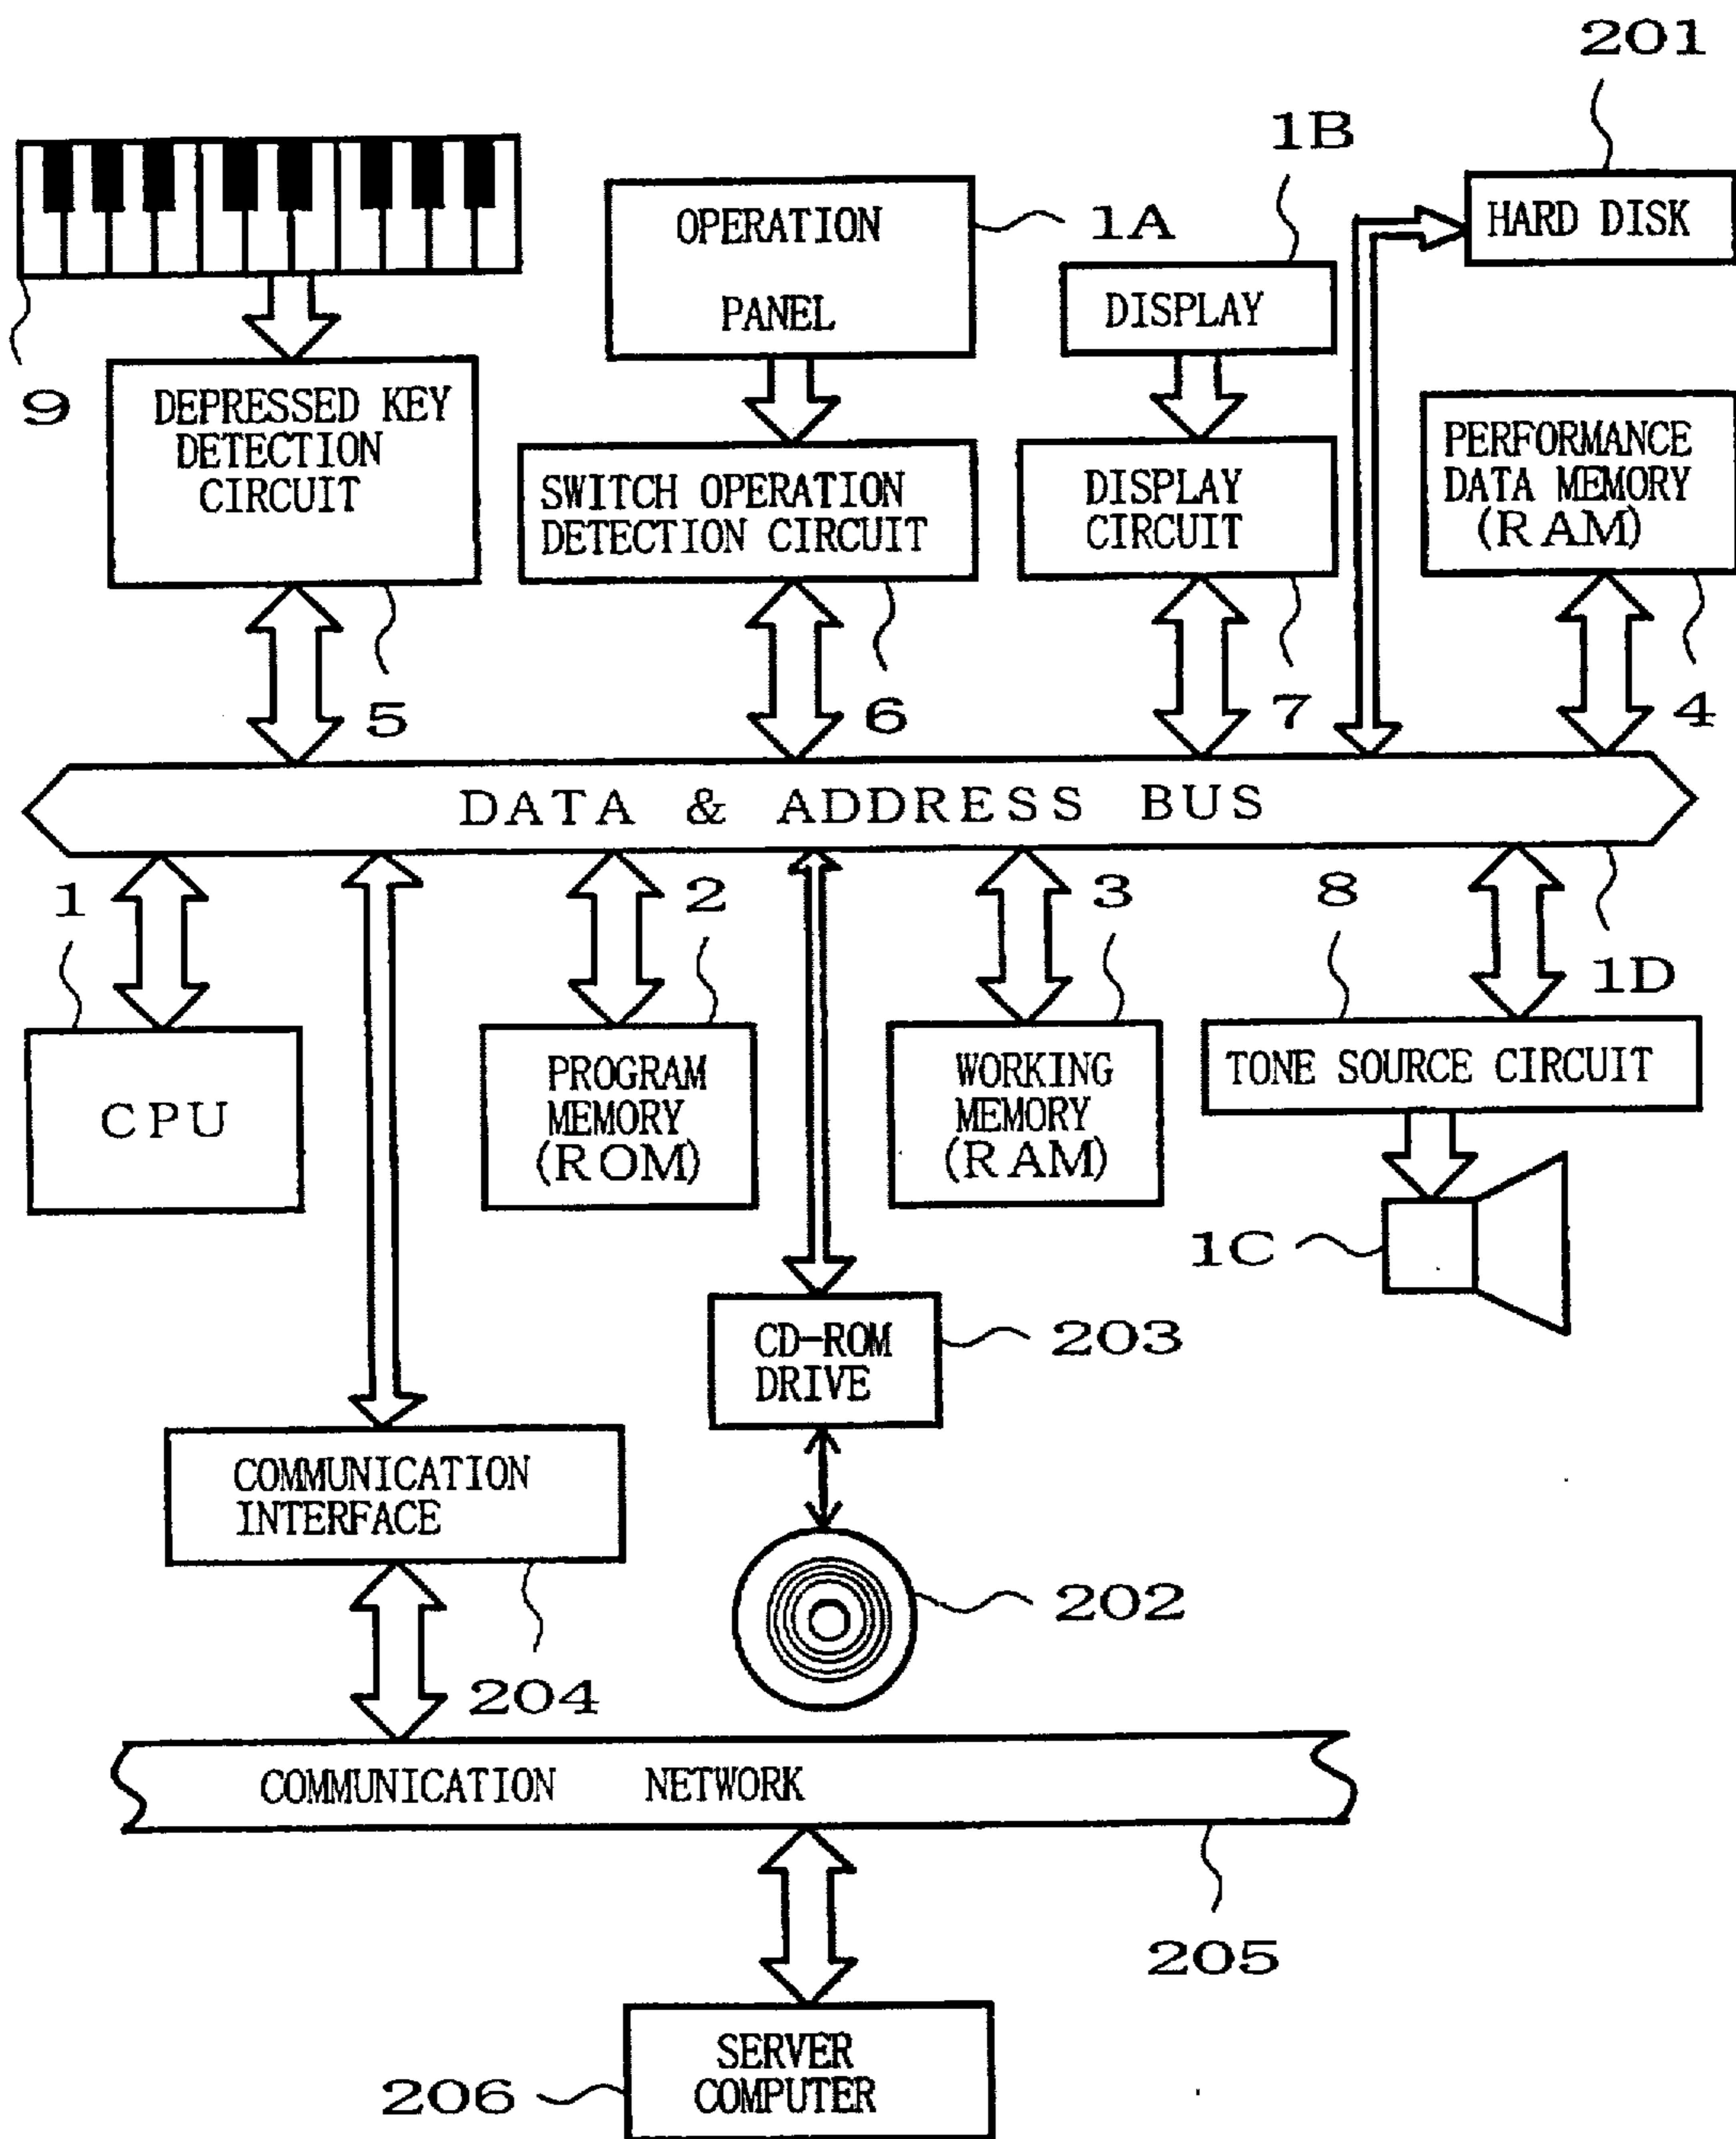 201
1B
OPERATION
PANEL
1A
HARD DISK
DISPLAY
9
DEPRESSED KEY
DETECTION
CIRCUIT
SWITCH OPERATION
DETECTION CIRCUIT
DISPLAY
CIRCUIT
PERFORMANCE
DATA MEMORY
(RAM)
5
6
7
4
DATA & ADDRESS BUS
1
2
3
8
1D
CPU
PROGRAM
MEMORY
(ROM)
WORKING
MEMORY
(RAM)
TONE SOURCE CIRCUIT
1C
CD-ROM
DRIVE
203
COMMUNICATION
INTERFACE
202
204
COMMUNICATION NETWORK
205
SERVER
COMPUTER
206